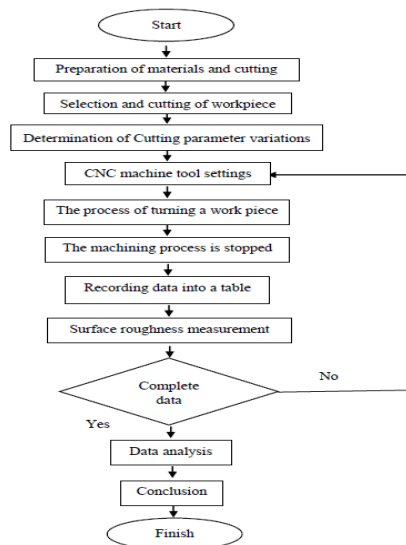 Start
Preparation of materials and cutting
Selection and cutting of workpiece
Determination of Cutting parameter variations
CNC machine tool settings
The process of turning a work piece
The machining process is stopped
Recording data into a table
Surface roughness measurement
Complete
data
No
Yes
Data analysis
Conclusion
Finish